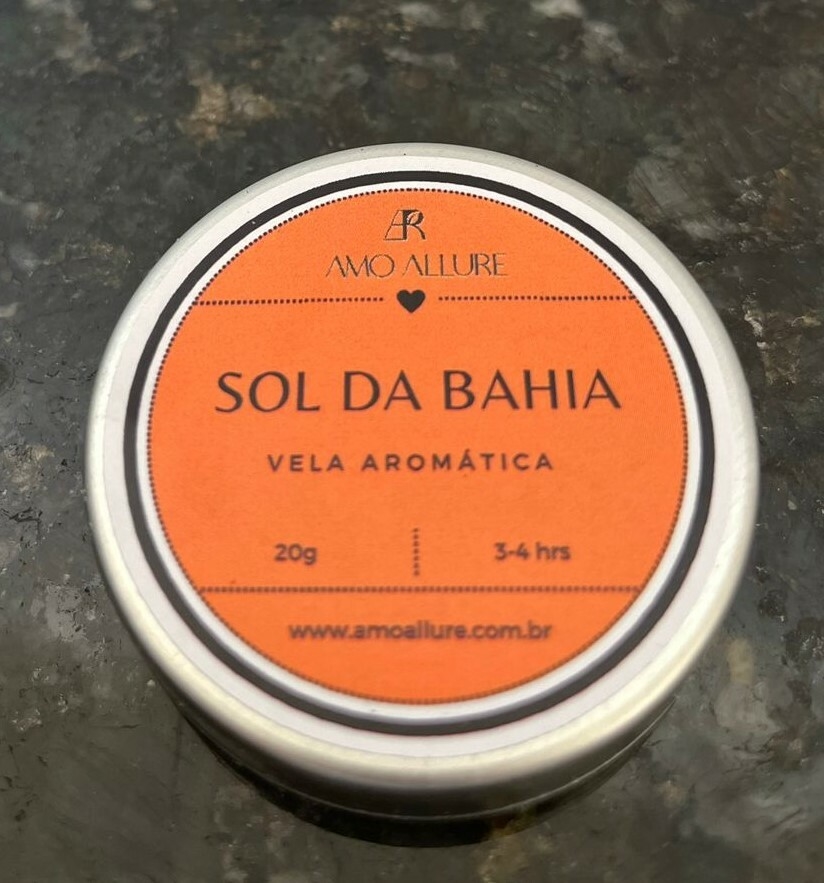 AR
AMO ALLURE
SOL DA BAHIA
VELA AROMÁTICA
20g
3-4 hrs
www.amoallure.com.br